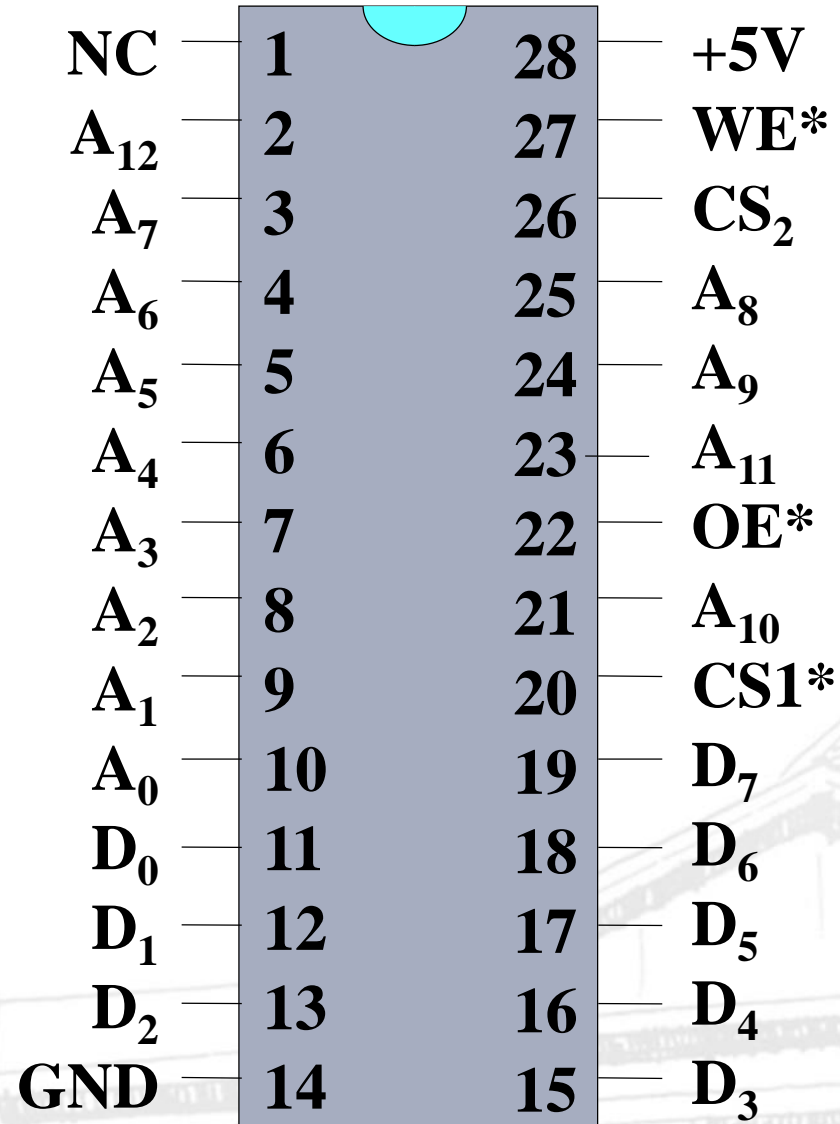 NC 1 28 +5V
A12 2 27 WE*
A7 3 26 CS2
A6 4 25 A8
A5 5 24 A9
A4 6 23 A11
A3 7 22 OE*
A2 8 21 A10
A1 9 20 CS1*
A0 10 19 D7
D0 11 18 D6
D1 12 17 D5
D2 13 16 D4
GND 14 15 D3